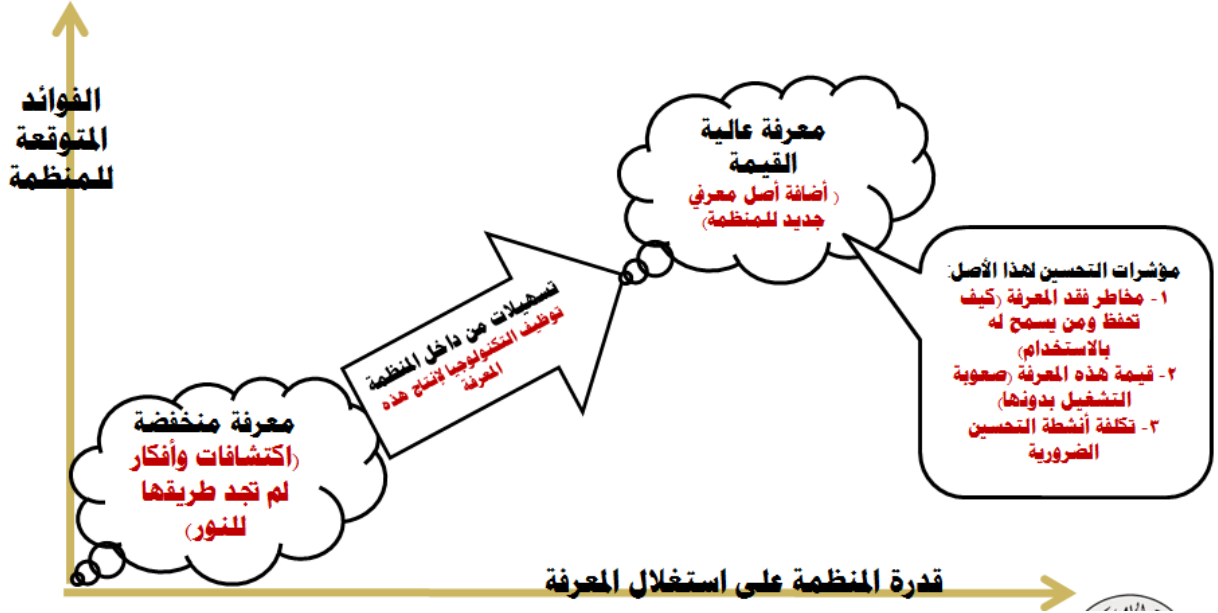 الفوائد
المتوقعة
للمنظمة
معرفة عالية
القيمة
( أضافة أصل معرفي
جديد للمنظمة)
مؤشرات التحسين لهذا الأصل:
١- مخاطر فقد المعرفة (كيف
تحفظ ومن يسمح له
بالاستخدام)
٢- قيمة هذه المعرفة (صعوبة
التشغيل بدونها)
٣- تكلفة أنشطة التحسين
الضرورية
تسهيلات من داخل المنظمة
توظيف التكنولوجيا لإنتاج هذه
المعرفة
معرفة منخفضة
(اكتشافات وأفكار
لم تجد طريقها
للنور)
قدرة المنظمة على استغلال المعرفة